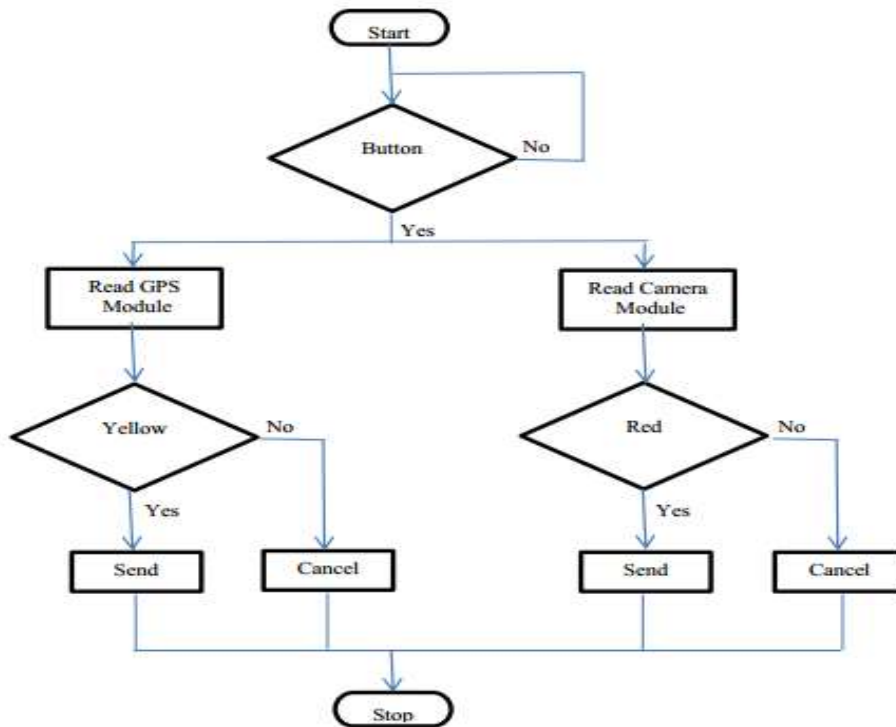 Start
Button
No
Yes
Read GPS
Module
Read Camera
Module
Yellow
No
Red
No
Yes
Yes
Send
Cancel
Send
Cancel
Stop